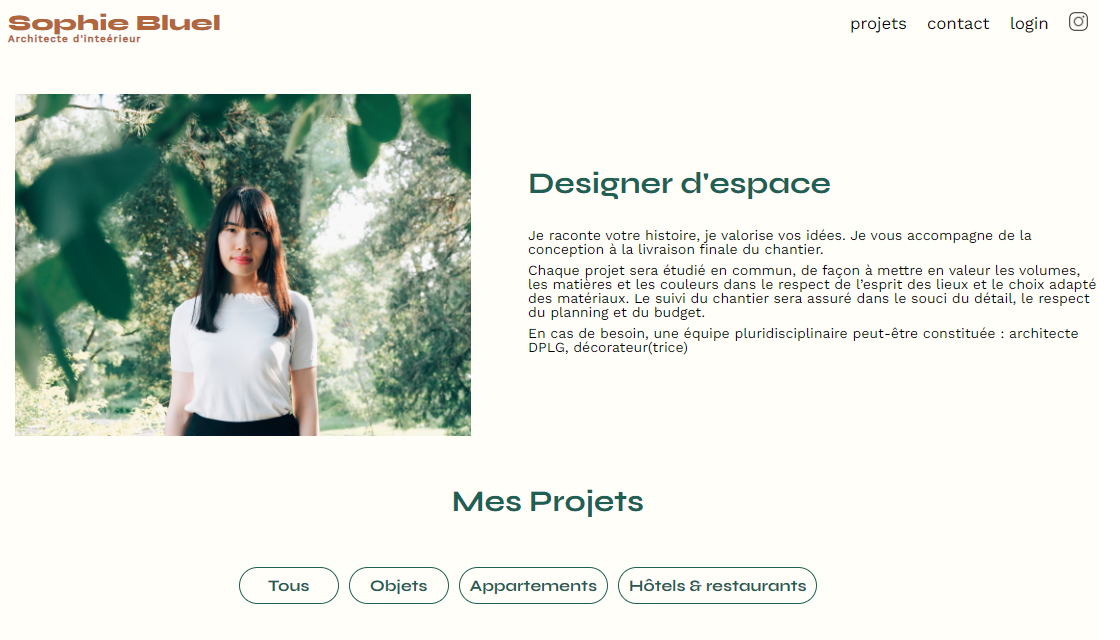 Sophie Bluel
Architecte d'inteérieur
projets contact login
Designer d'espace
Je raconte votre histoire, je valorise vos idées. Je vous accompagne de la
conception à la livraison finale du chantier.
Chaque projet sera étudié en commun, de façon à mettre en valeur les volumes,
les matières et les couleurs dans le respect de l’esprit des lieux et le choix adapté
des matériaux. Le suivi du chantier sera assuré dans le souci du détail, le respect
du planning et du budget.
En cas de besoin, une équipe pluridisciplinaire peut-être constituée : architecte
DPLG, décorateur(trice)
Mes Projets
Tous Objets Appartements Hôtels & restaurants